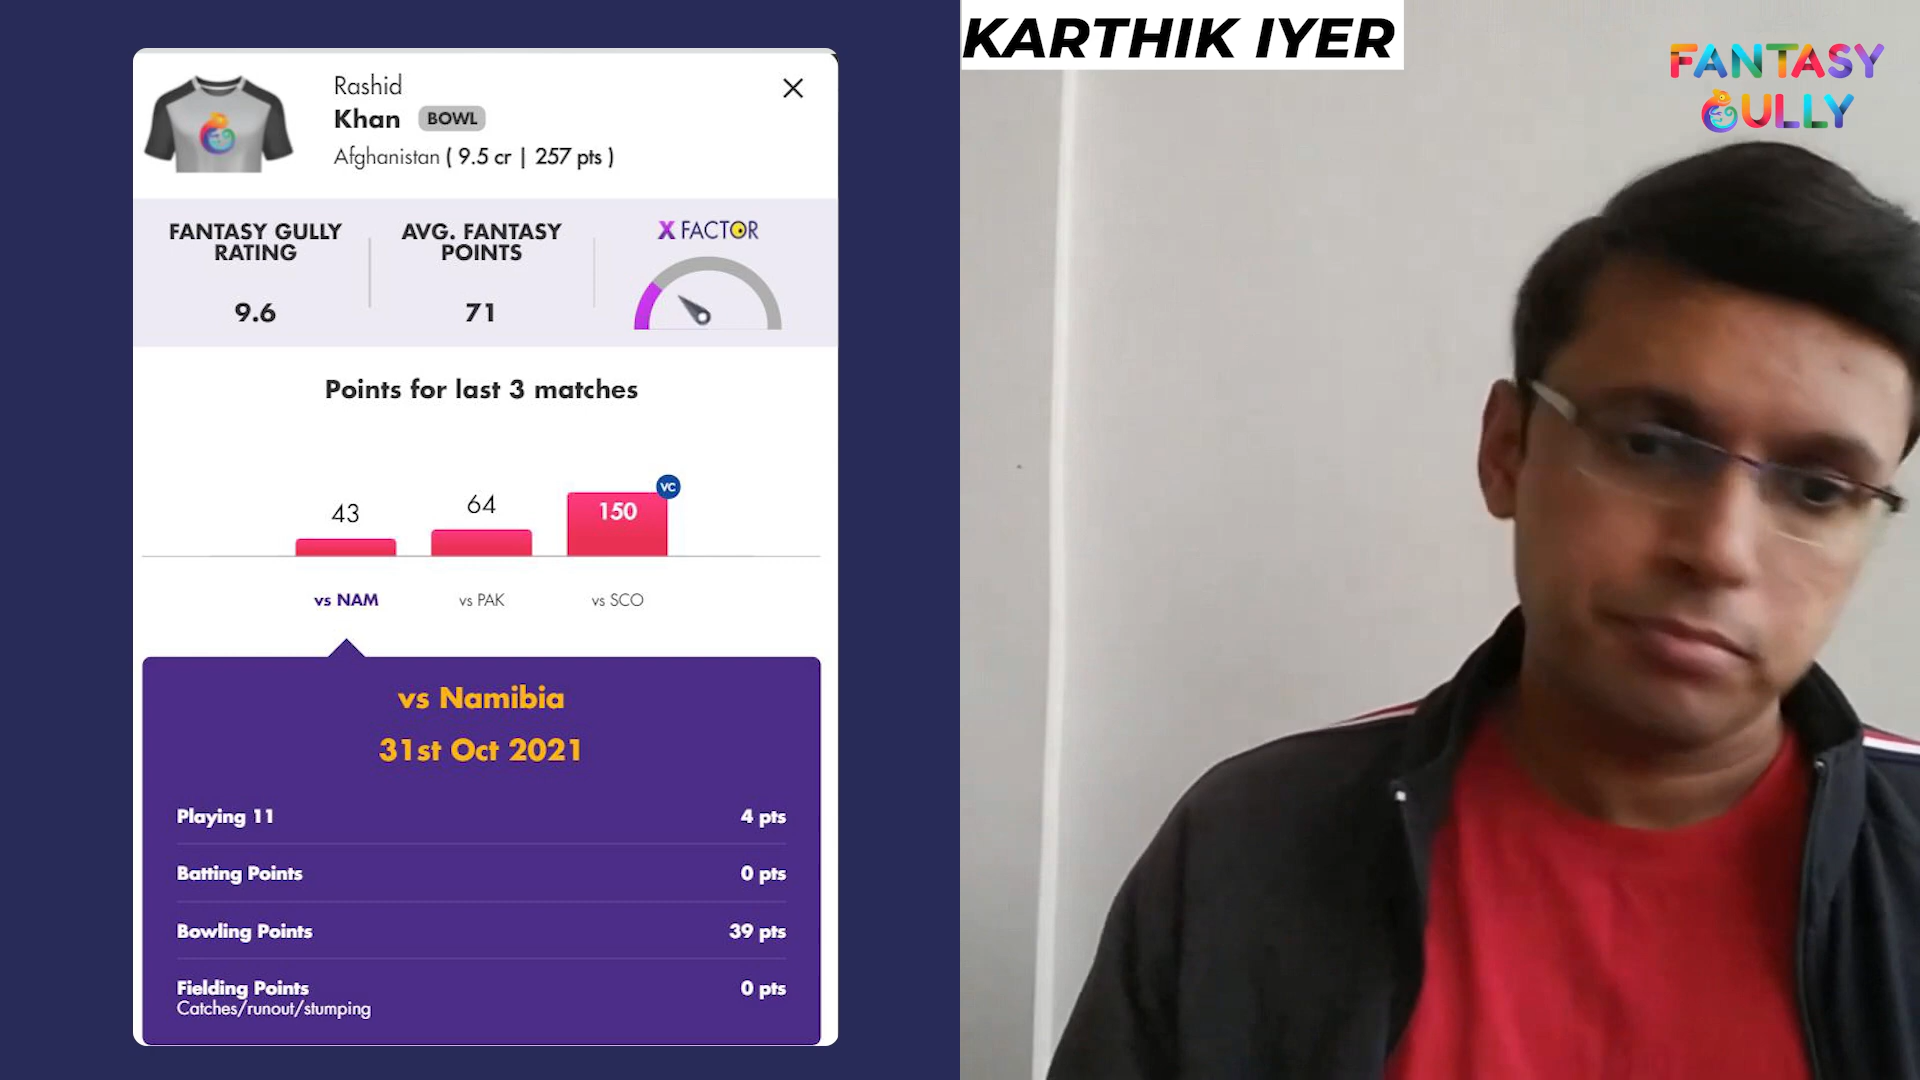 Rashid
Khan BOWL
Afghanistan ( 9.5 cr | 257 pts )
FANTASY GULLY RATING
9.6
AVG. FANTASY POINTS
71
X FACTOR
Points for last 3 matches
43
64
150
VC
vs NAM
vs PAK
vs SCO
vs Namibia
31st Oct 2021
Playing 11 4 pts
Batting Points 0 pts
Bowling Points 39 pts
Fielding Points 0 pts
Catches/runout/stumping
KARTHIK IYER
FANTASY
GULLY